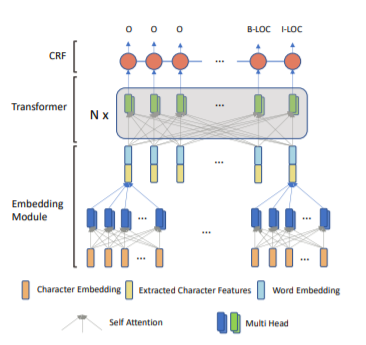 O O O B-LOC I-LOC
CRF
...
Transformer
N x
...
...
Embedding
Module
... ...
...
... ...
Character Embedding Extracted Character Features Word Embedding
Self Attention Multi Head